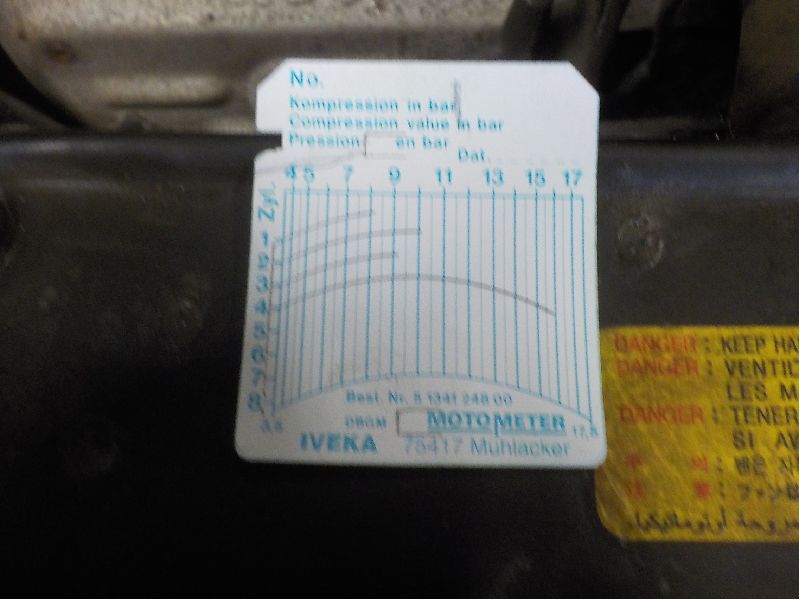 No.
Kompression in bar
Compression value in bar
Pression en bar
Dat.
4 5 7 9 11 13 15 17
Zyl.
1
2
3
4
5
6
7
8
3,5
17,5
Best. Nr. 5 1341 248 00
DBGM MOTOMETER
IVEKA 75417 Mühlacker
DANGER : KEEP HA
DANGER : VENTIC
LES M
DANGER : TENER
SI AV